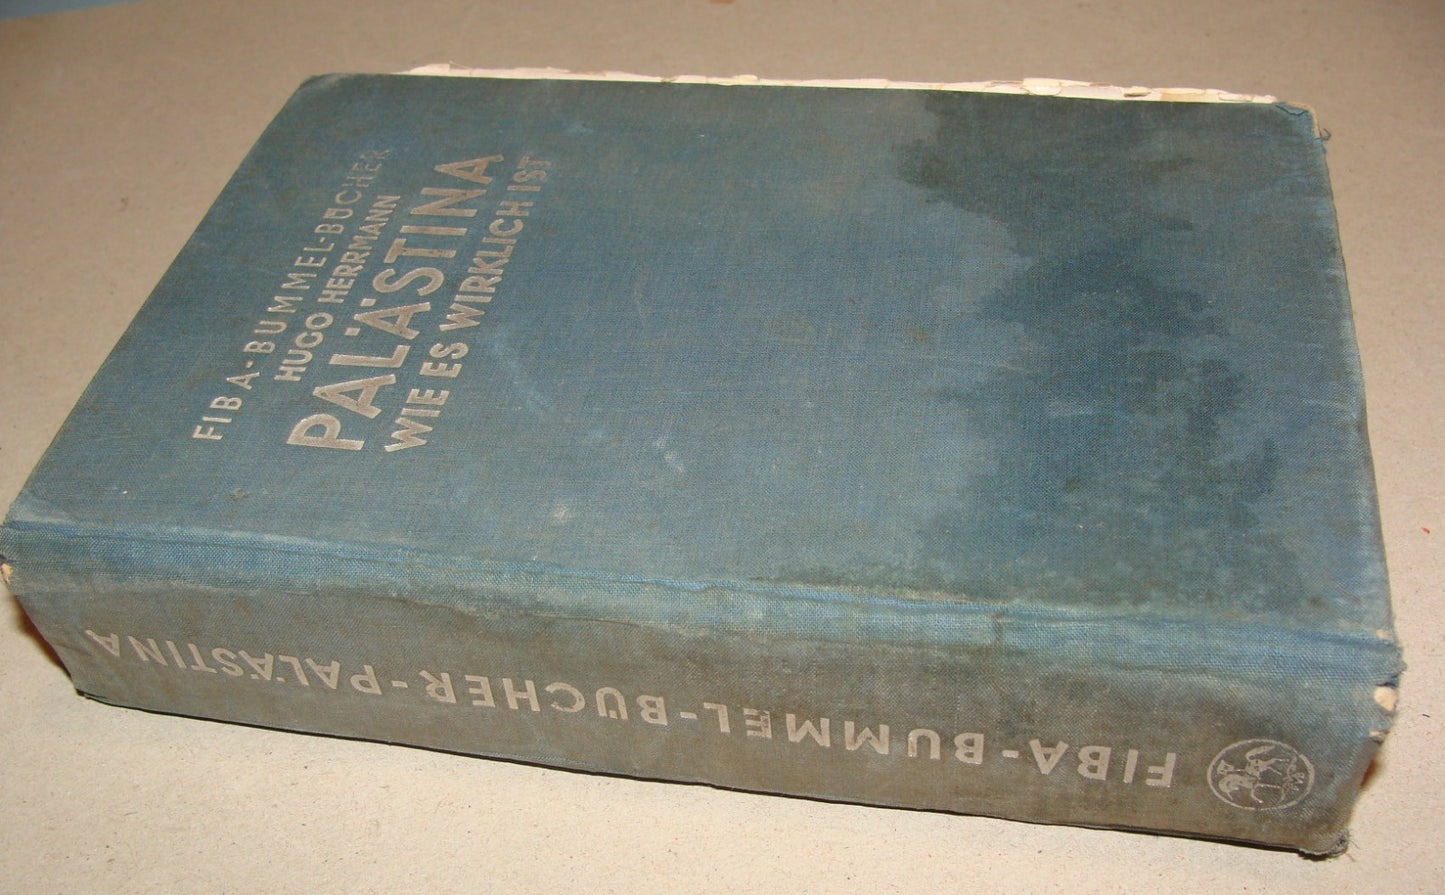 FIBA-BUMMEL-BÜCHER
HUGO HERRMANN
PALÄSTINA
WIE ES WIRKLICH IST
FIBA-BUMMEL-BÜCHER-PALÄSTINA